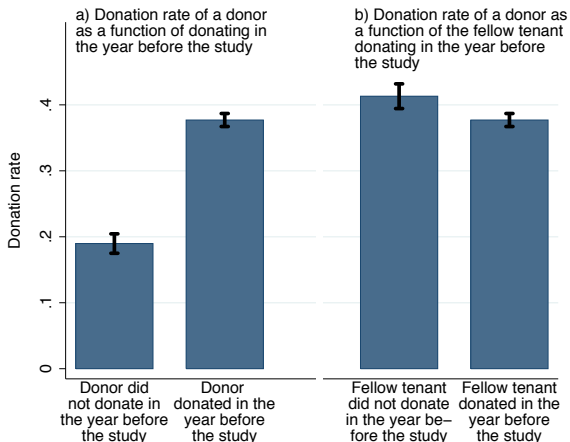 a) Donation rate of a donor
as a function of donating in
the year before the study
b) Donation rate of a donor as
a function of the fellow tenant
donating in the year before
the study
Donation rate
.4
.3
.2
.1
0
Donor did
not donate in
the year before
the study
Donor
donated in the
year before
the study
Fellow tenant
did not donate
in the year be–
fore the study
Fellow tenant
donated in the
year before
the study